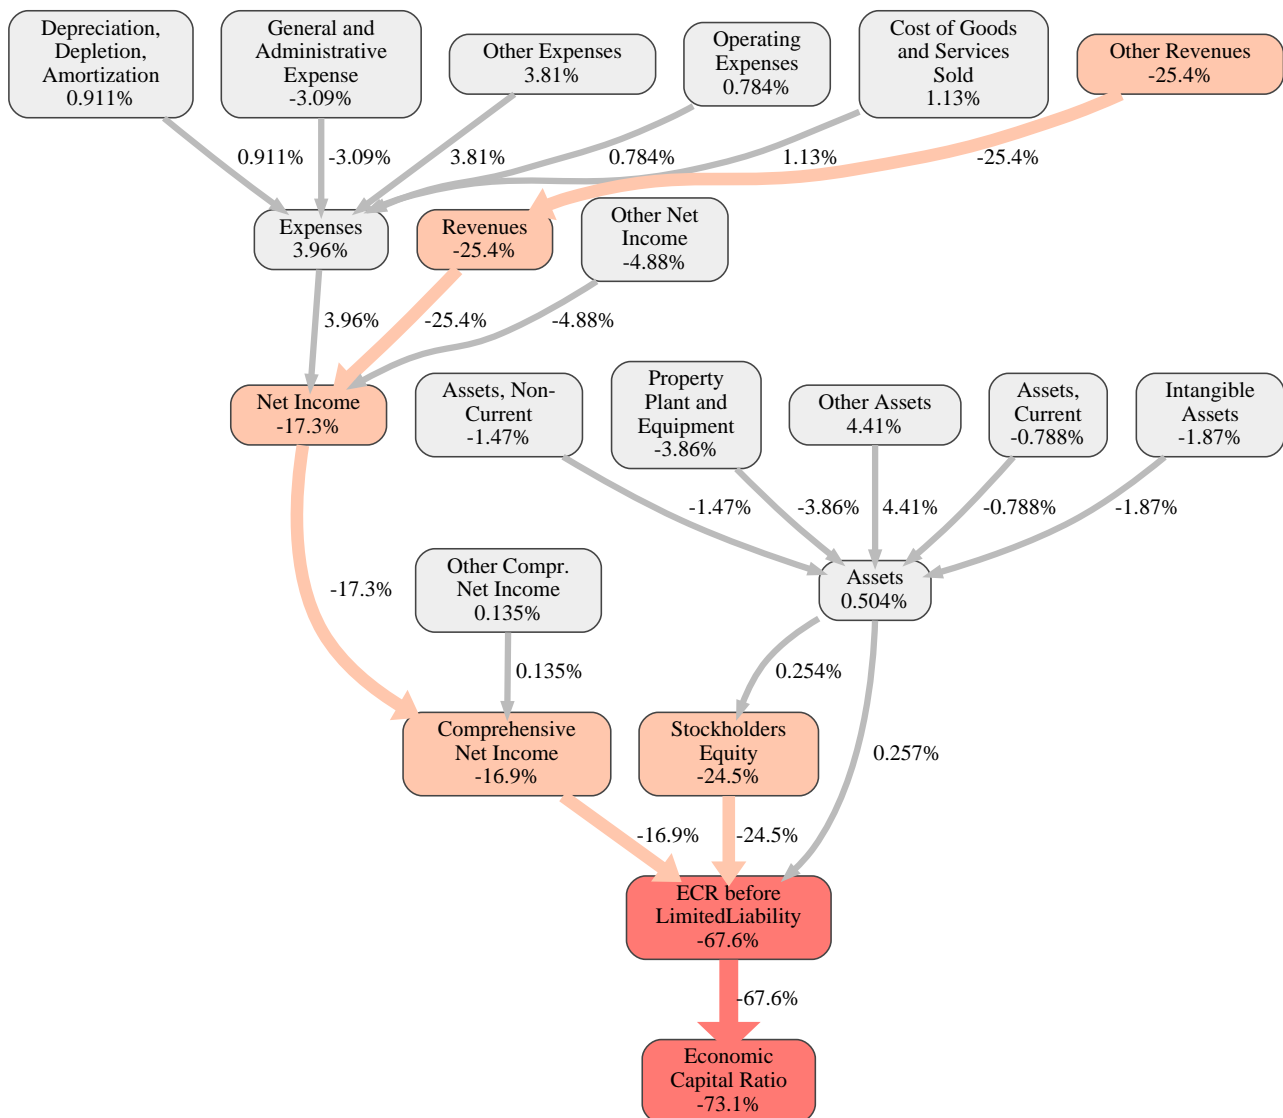 Depreciation,
Depletion,
Amortization
0.911%
General and
Administrative
Expense
-3.09%
Other Expenses
3.81%
Operating
Expenses
0.784%
Cost of Goods
and Services
Sold
1.13%
Other Revenues
-25.4%
0.911%
-3.09%
3.81%
0.784%
1.13%
-25.4%
Expenses
3.96%
Revenues
-25.4%
Other Net
Income
-4.88%
3.96%
-25.4%
-4.88%
Net Income
-17.3%
Assets, Non-
Current
-1.47%
Property
Plant and
Equipment
-3.86%
Other Assets
4.41%
Assets,
Current
-0.788%
Intangible
Assets
-1.87%
-1.47%
-3.86%
4.41%
-0.788%
-1.87%
-17.3%
Other Compr.
Net Income
0.135%
Assets
0.504%
0.135%
0.254%
0.257%
Comprehensive
Net Income
-16.9%
Stockholders
Equity
-24.5%
-16.9%
-24.5%
ECR before
LimitedLiability
-67.6%
-67.6%
Economic
Capital Ratio
-73.1%